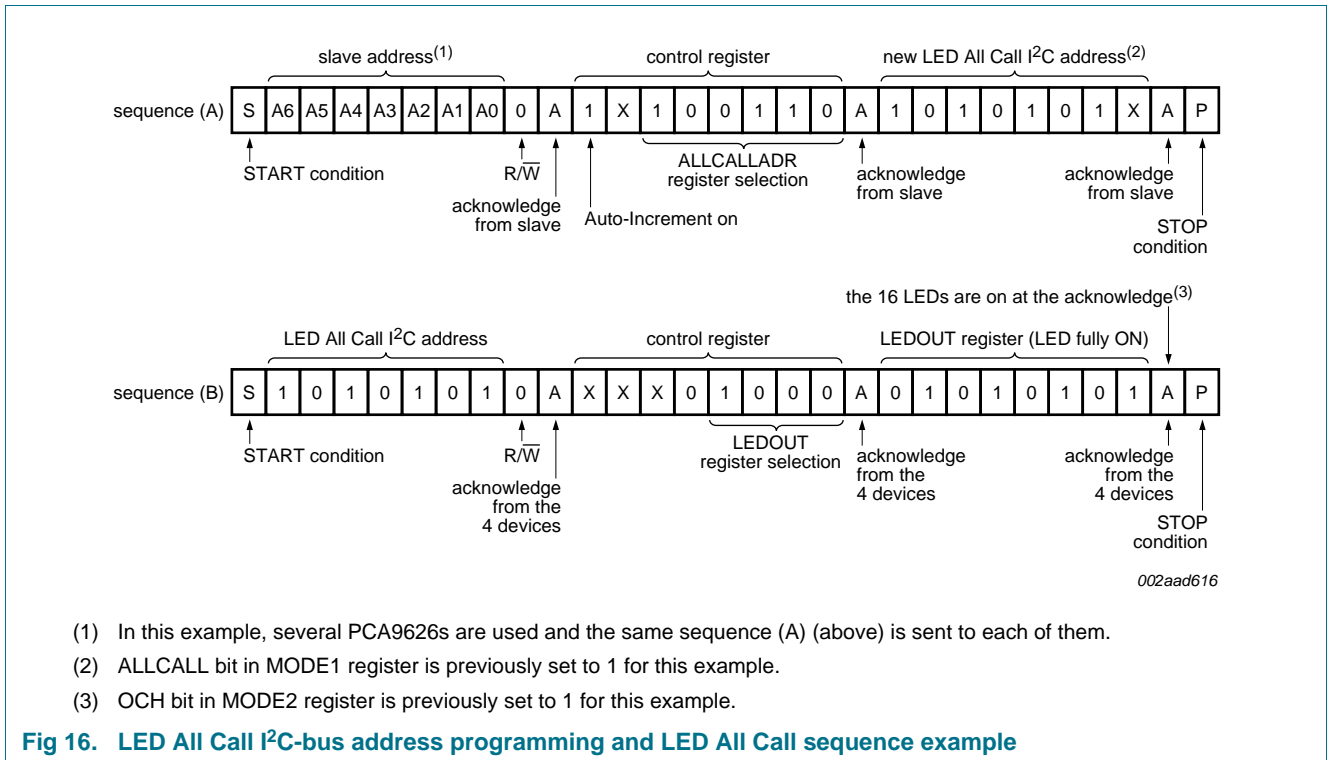 slave address(1) control register new LED All Call I2C address(2)
sequence (A) S A6 A5 A4 A3 A2 A1 A0 0 A 1 X 1 0 0 1 1 0 A 1 0 1 0 1 0 1 X A P
START condition R/W ALLCALLADR acknowledge acknowledge
register selection from slave from slave
acknowledge Auto-Increment on STOP
from slave condition
the 16 LEDs are on at the acknowledge(3)
LED All Call I2C address control register LEDOUT register (LED fully ON)
sequence (B) S 1 0 1 0 1 0 1 0 A X X X 0 1 0 0 0 A 0 1 0 1 0 1 0 1 A P
START condition R/W LEDOUT acknowledge acknowledge
register selection from the from the
acknowledge 4 devices 4 devices
from the STOP
4 devices condition
002aad616
(1) In this example, several PCA9626s are used and the same sequence (A) (above) is sent to each of them.
(2) ALLCALL bit in MODE1 register is previously set to 1 for this example.
(3) OCH bit in MODE2 register is previously set to 1 for this example.
Fig 16. LED All Call I2C-bus address programming and LED All Call sequence example